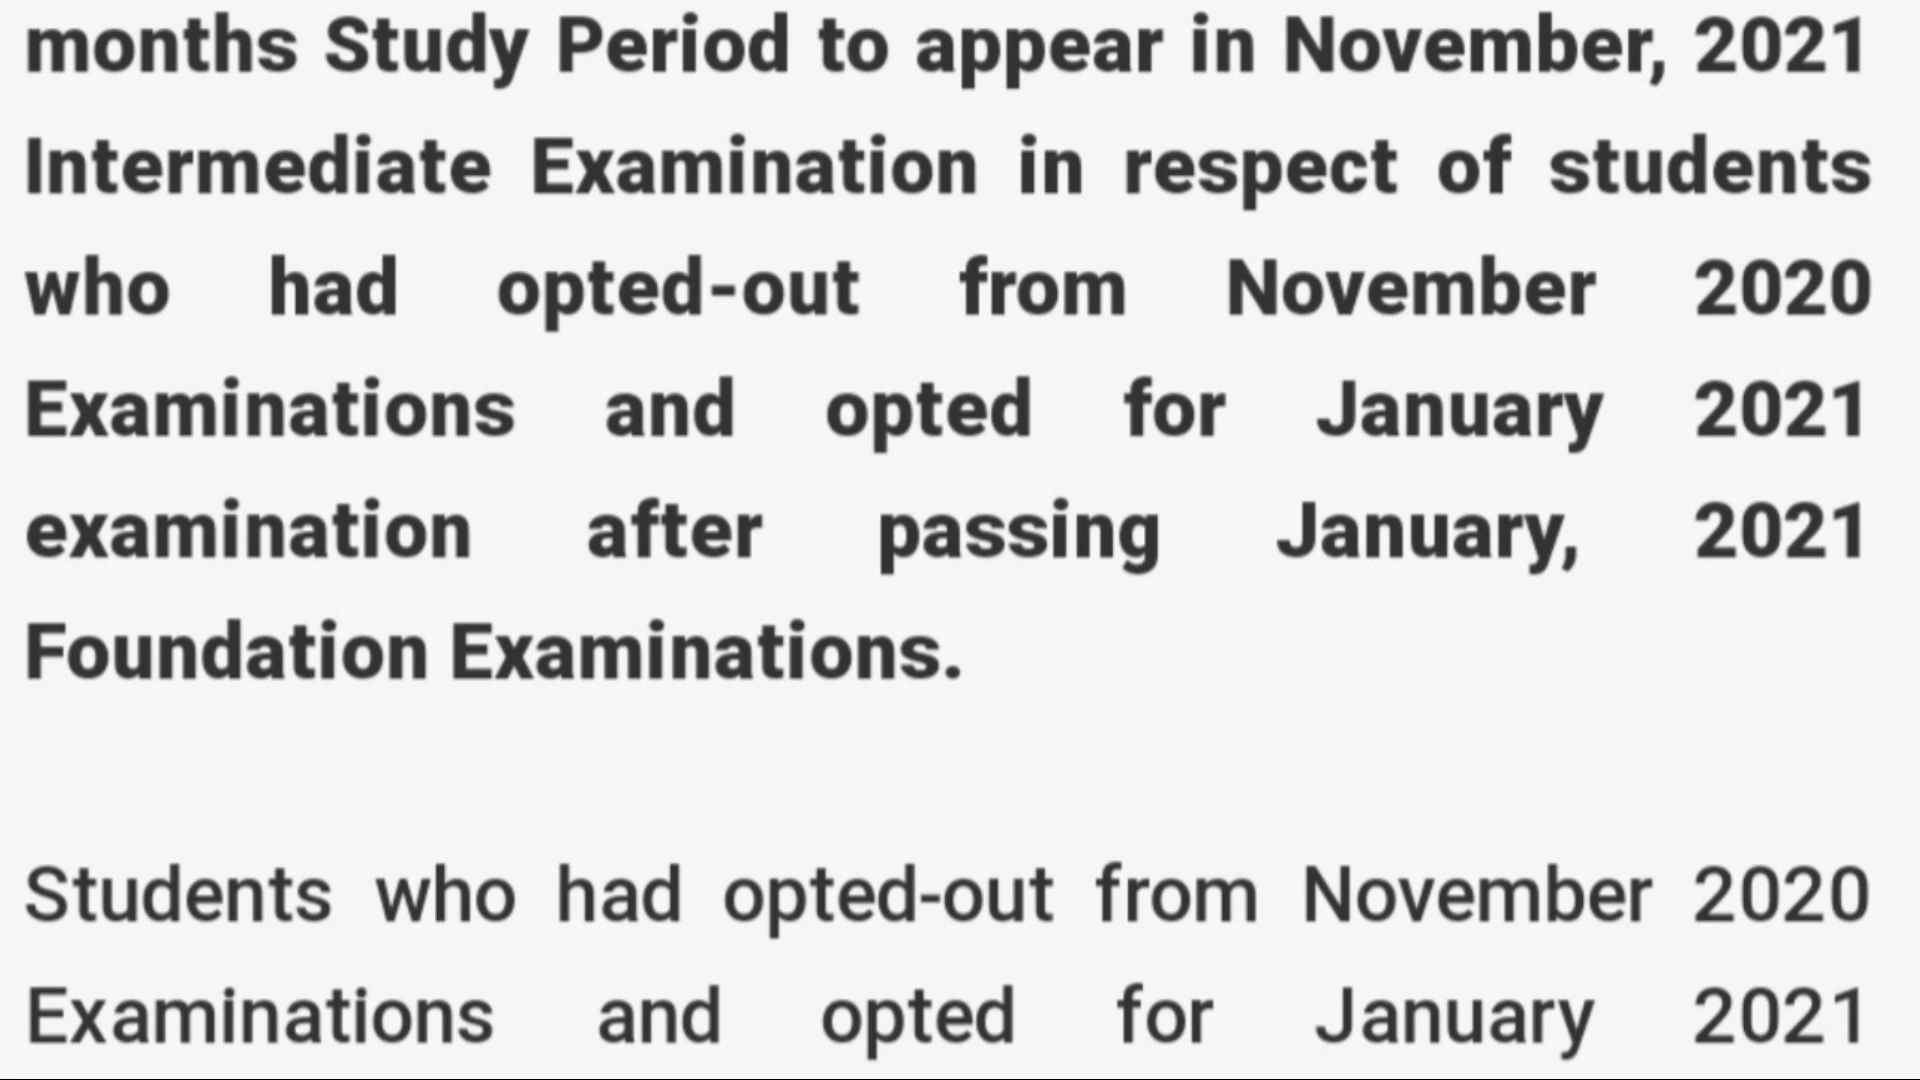 months Study Period to appear in November, 2021
Intermediate Examination in respect of students
who had opted-out from November 2020
Examinations and opted for January 2021
examination after passing January, 2021
Foundation Examinations.
Students who had opted-out from November 2020
Examinations and opted for January 2021